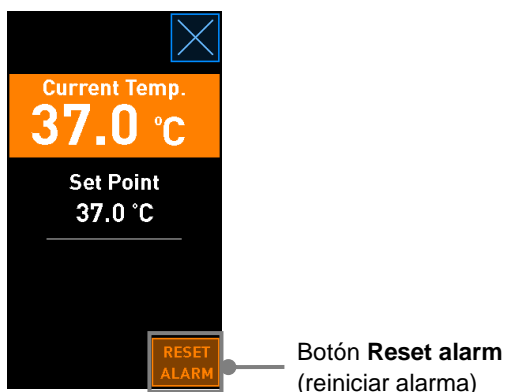 Current Temp.
37.0 °C
Set Point
37.0 °C
RESET
ALARM
Botón Reset alarm
(reiniciar alarma)